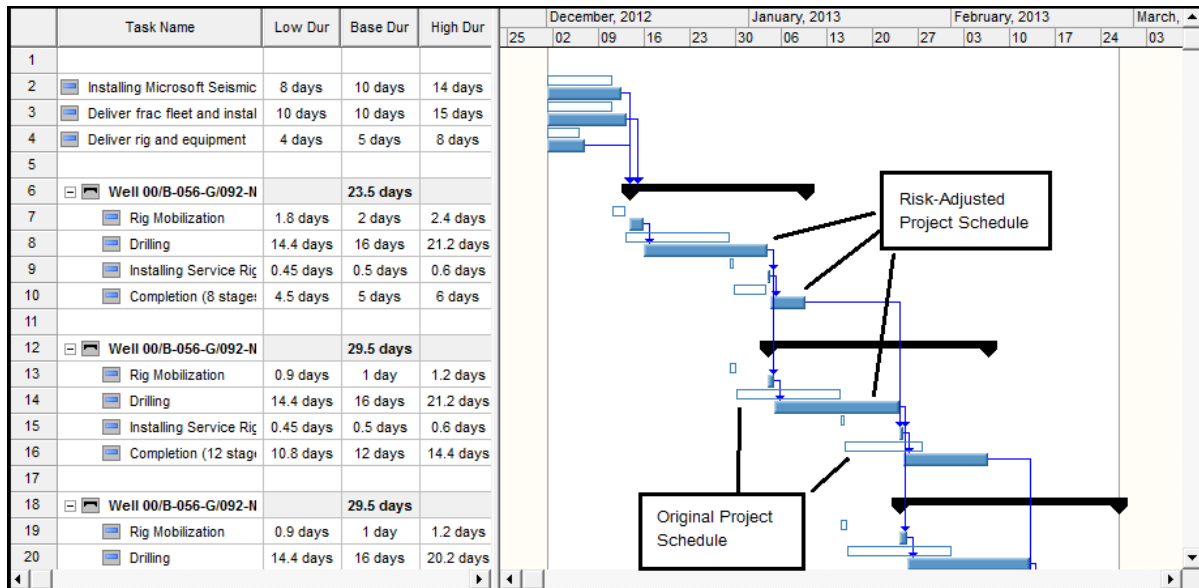 Task Name Low Dur Base Dur High Dur
December, 2012 January, 2013 February, 2013 March,
25 02 09 16 23 30 06 13 20 27 03 10 17 24 03
1
2 Installing Microsoft Seismic 8 days 10 days 14 days
3 Deliver frac fleet and instal 10 days 10 days 15 days
4 Deliver rig and equipment 4 days 5 days 8 days
5
6 Well 00/B-056-G/092-N 23.5 days
7 Rig Mobilization 1.8 days 2 days 2.4 days
8 Drilling 14.4 days 16 days 21.2 days
9 Installing Service Rig 0.45 days 0.5 days 0.6 days
10 Completion (8 stages 4.5 days 5 days 6 days
11
12 Well 00/B-056-G/092-N 29.5 days
13 Rig Mobilization 0.9 days 1 day 1.2 days
14 Drilling 14.4 days 16 days 21.2 days
15 Installing Service Rig 0.45 days 0.5 days 0.6 days
16 Completion (12 stag 10.8 days 12 days 14.4 days
17
18 Well 00/B-056-G/092-N 29.5 days
19 Rig Mobilization 0.9 days 1 day 1.2 days
20 Drilling 14.4 days 16 days 20.2 days
Risk-Adjusted
Project Schedule
Original Project
Schedule